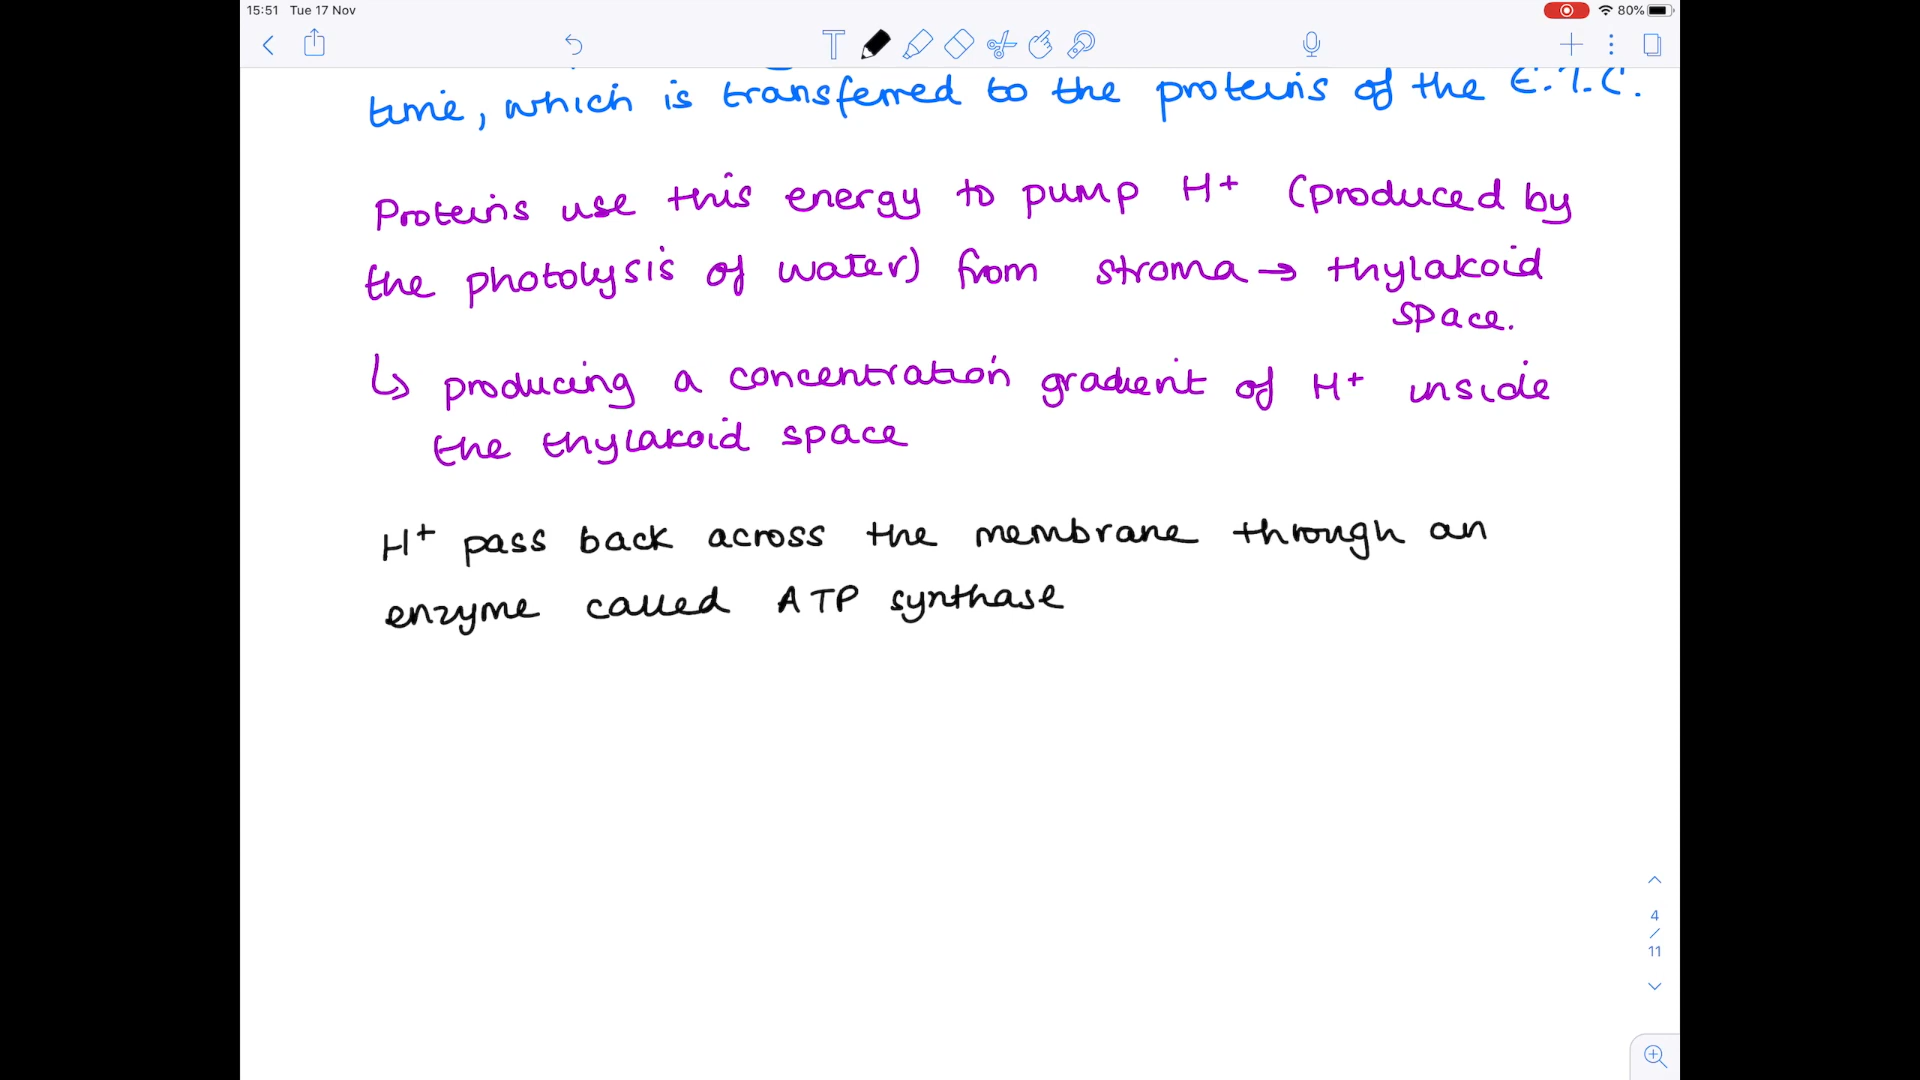 15:51 Tue 17 Nov
80%
time, which is transferred to the proteins of the E.T.C.
Proteins use this energy to pump H+ (produced by
the photolysis of water) from stroma → thylakoid
space.
↳ producing a concentration gradient of H+ inside
the thylakoid space
H+ pass back across the membrane through an
enzyme called ATP synthase
4
/
11